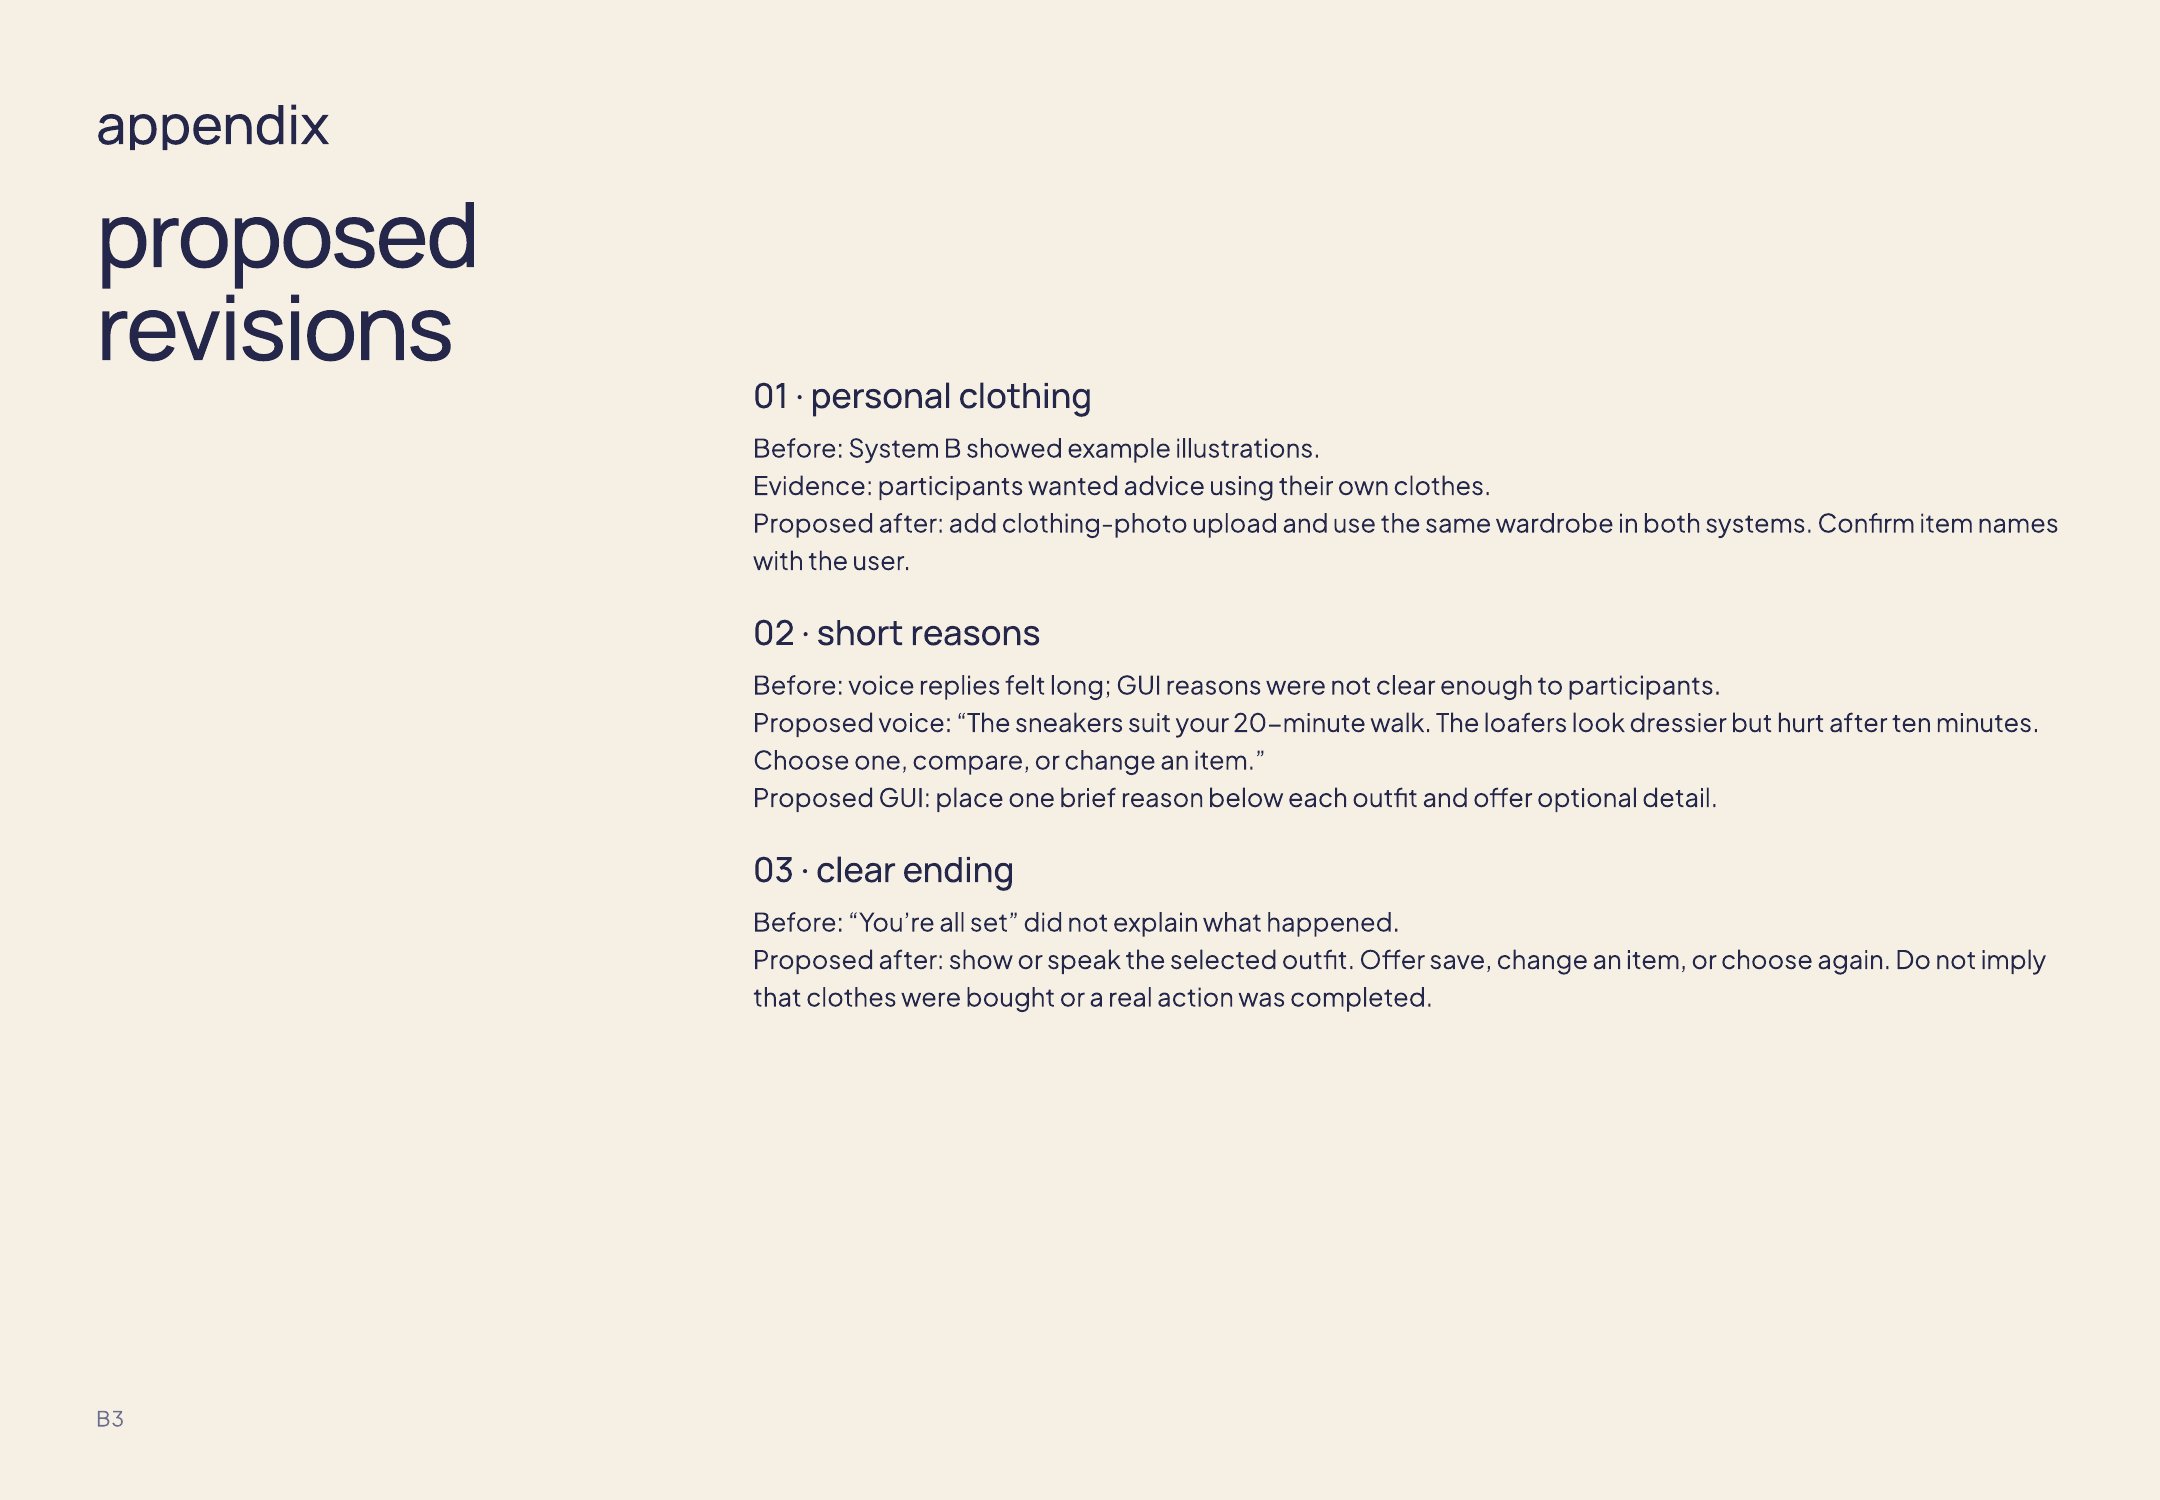 appendix
proposed
revisions
01 · personal clothing
Before: System B showed example illustrations.
Evidence: participants wanted advice using their own clothes.
Proposed after: add clothing-photo upload and use the same wardrobe in both systems. Confirm item names
with the user.
02 · short reasons
Before: voice replies felt long; GUI reasons were not clear enough to participants.
Proposed voice: “The sneakers suit your 20–minute walk. The loafers look dressier but hurt after ten minutes.
Choose one, compare, or change an item.”
Proposed GUI: place one brief reason below each outfit and offer optional detail.
03 · clear ending
Before: “You’re all set” did not explain what happened.
Proposed after: show or speak the selected outfit. Offer save, change an item, or choose again. Do not imply
that clothes were bought or a real action was completed.
B3